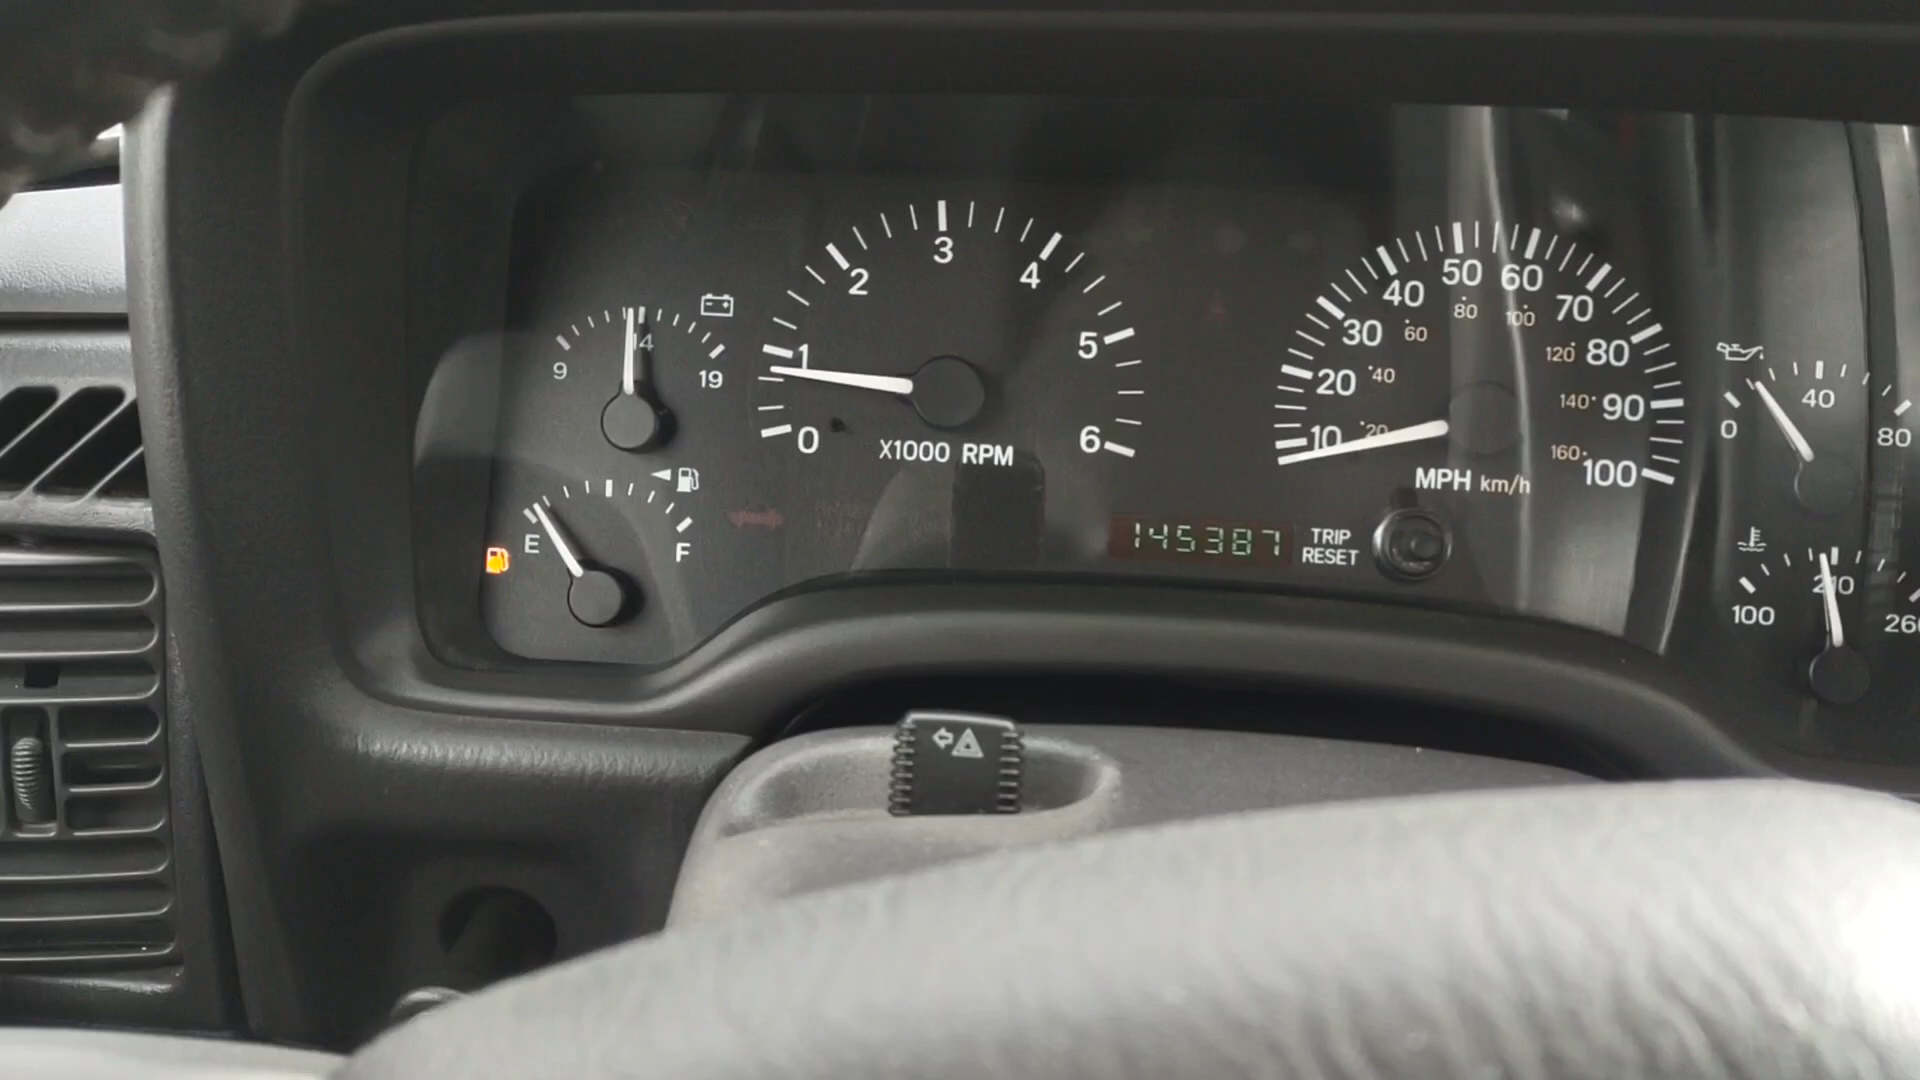 9 14 19
E F
0 1 2 3 4 5 6
X1000 RPM
145387
TRIP
RESET
10 20 30 40 50 60 70 80 90 100
20 40 60 80 100 120 140 160
MPH km/h
0 40 80
100 210 260